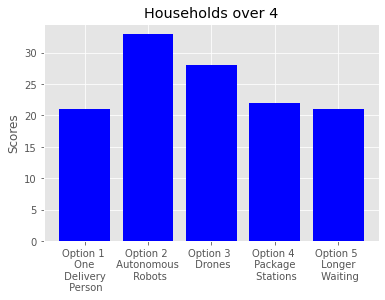 Households over 4
Scores
30
25
20
15
10
5
0
Option 1
One
Delivery
Person
Option 2
Autonomous
Robots
Option 3
Drones
Option 4
Package
Stations
Option 5
Longer
Waiting